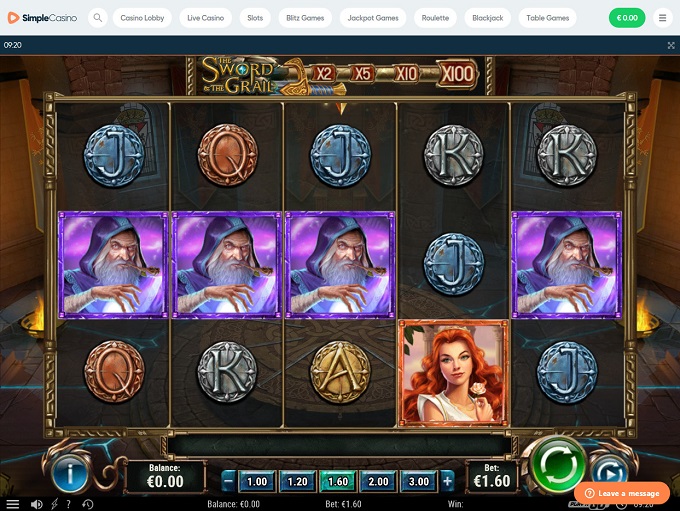 SimpleCasino
Casino Lobby
Live Casino
Slots
Blitz Games
Jackpot Games
Roulette
Blackjack
Table Games
€ 0.00
09:20
THE SWORD & THE GRAIL
X2
X5
X10
X100
J
Q
J
K
K
J
Q
K
A
J
i
Balance:
€0.00
1.00
1.20
1.60
2.00
3.00
Bet:
€1.60
Leave a message
?
Balance: €0.00
Bet: €1.60
Win:
09:20